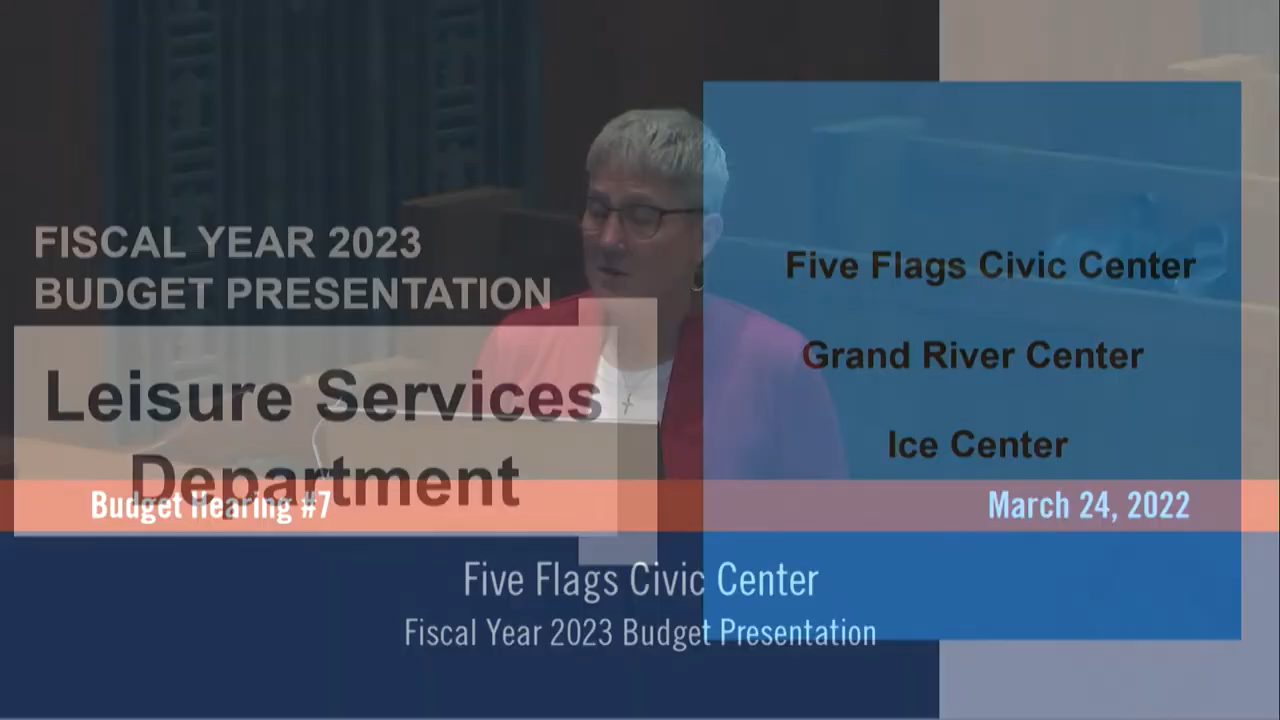 FISCAL YEAR 2023
BUDGET PRESENTATION
Leisure Services
Department
Five Flags Civic Center
Grand River Center
Ice Center
Budget Hearing #7
March 24, 2022
Five Flags Civic Center
Fiscal Year 2023 Budget Presentation